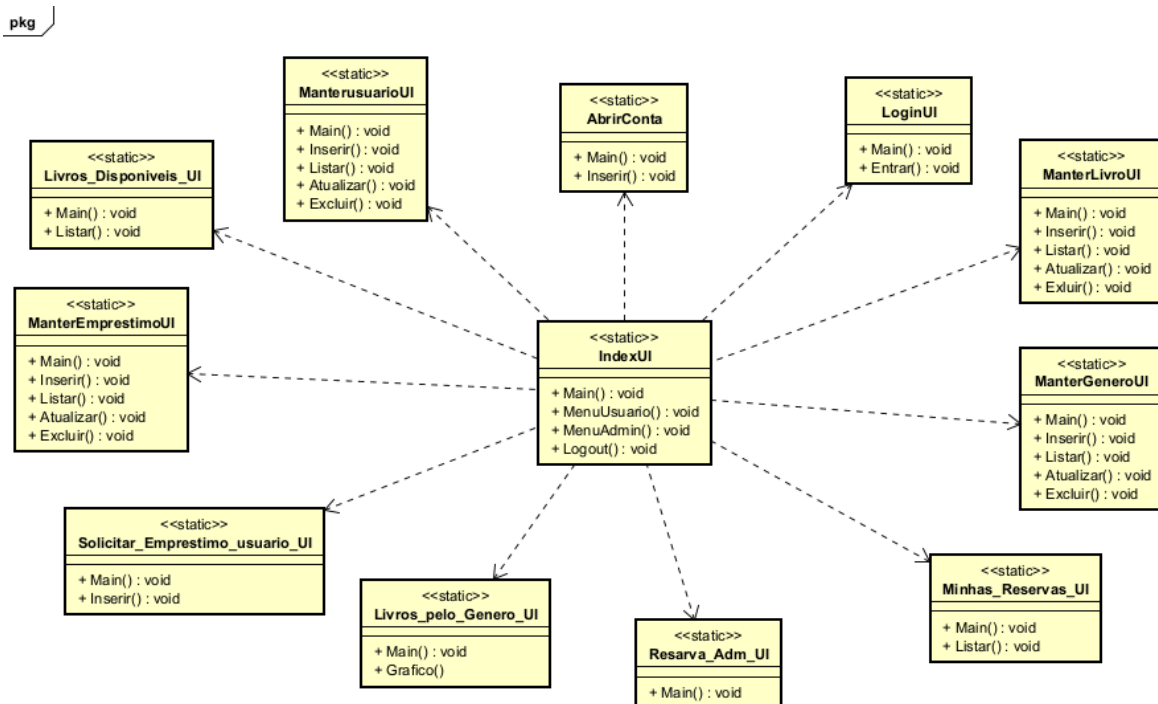 pkg
<<static>>
ManterusuarioUI
+ Main() : void
+ Inserir() : void
+ Listar() : void
+ Atualizar() : void
+ Excluir() : void
<<static>>
AbrirConta
+ Main() : void
+ Inserir() : void
<<static>>
LoginUI
+ Main() : void
+ Entrar() : void
<<static>>
Livros_Disponiveis_UI
+ Main() : void
+ Listar() : void
<<static>>
ManterLivroUI
+ Main() : void
+ Inserir() : void
+ Listar() : void
+ Atualizar() : void
+ Exluir() : void
<<static>>
ManterEmprestimoUI
+ Main() : void
+ Inserir() : void
+ Listar() : void
+ Atualizar() : void
+ Excluir() : void
<<static>>
IndexUI
+ Main() : void
+ MenuUsuario() : void
+ MenuAdmin() : void
+ Logout() : void
<<static>>
ManterGeneroUI
+ Main() : void
+ Inserir() : void
+ Listar() : void
+ Atualizar() : void
+ Excluir() : void
<<static>>
Solicitar_Emprestimo_usuario_UI
+ Main() : void
+ Inserir() : void
<<static>>
Livros_pelo_Genero_UI
+ Main() : void
+ Grafico()
<<static>>
Resarva_Adm_UI
+ Main() : void
<<static>>
Minhas_Reservas_UI
+ Main() : void
+ Listar() : void